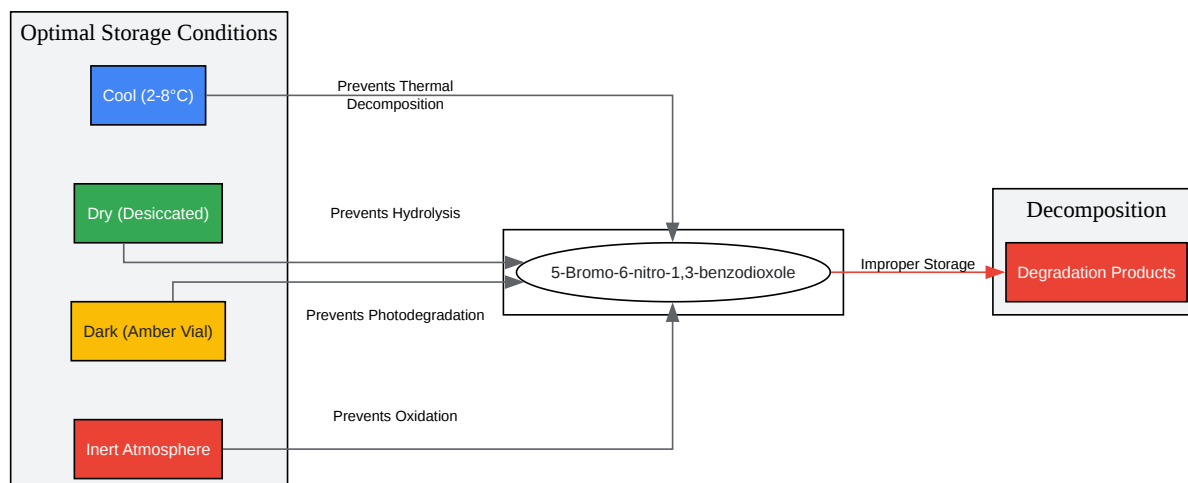 Optimal Storage Conditions
Cool (2-8°C)
Prevents Thermal
Decomposition
Dry (Desiccated)
Prevents Hydrolysis
Dark (Amber Vial)
Prevents Photodegradation
Inert Atmosphere
Prevents Oxidation
5-Bromo-6-nitro-1,3-benzodioxole
Improper Storage
Decomposition
Degradation Products